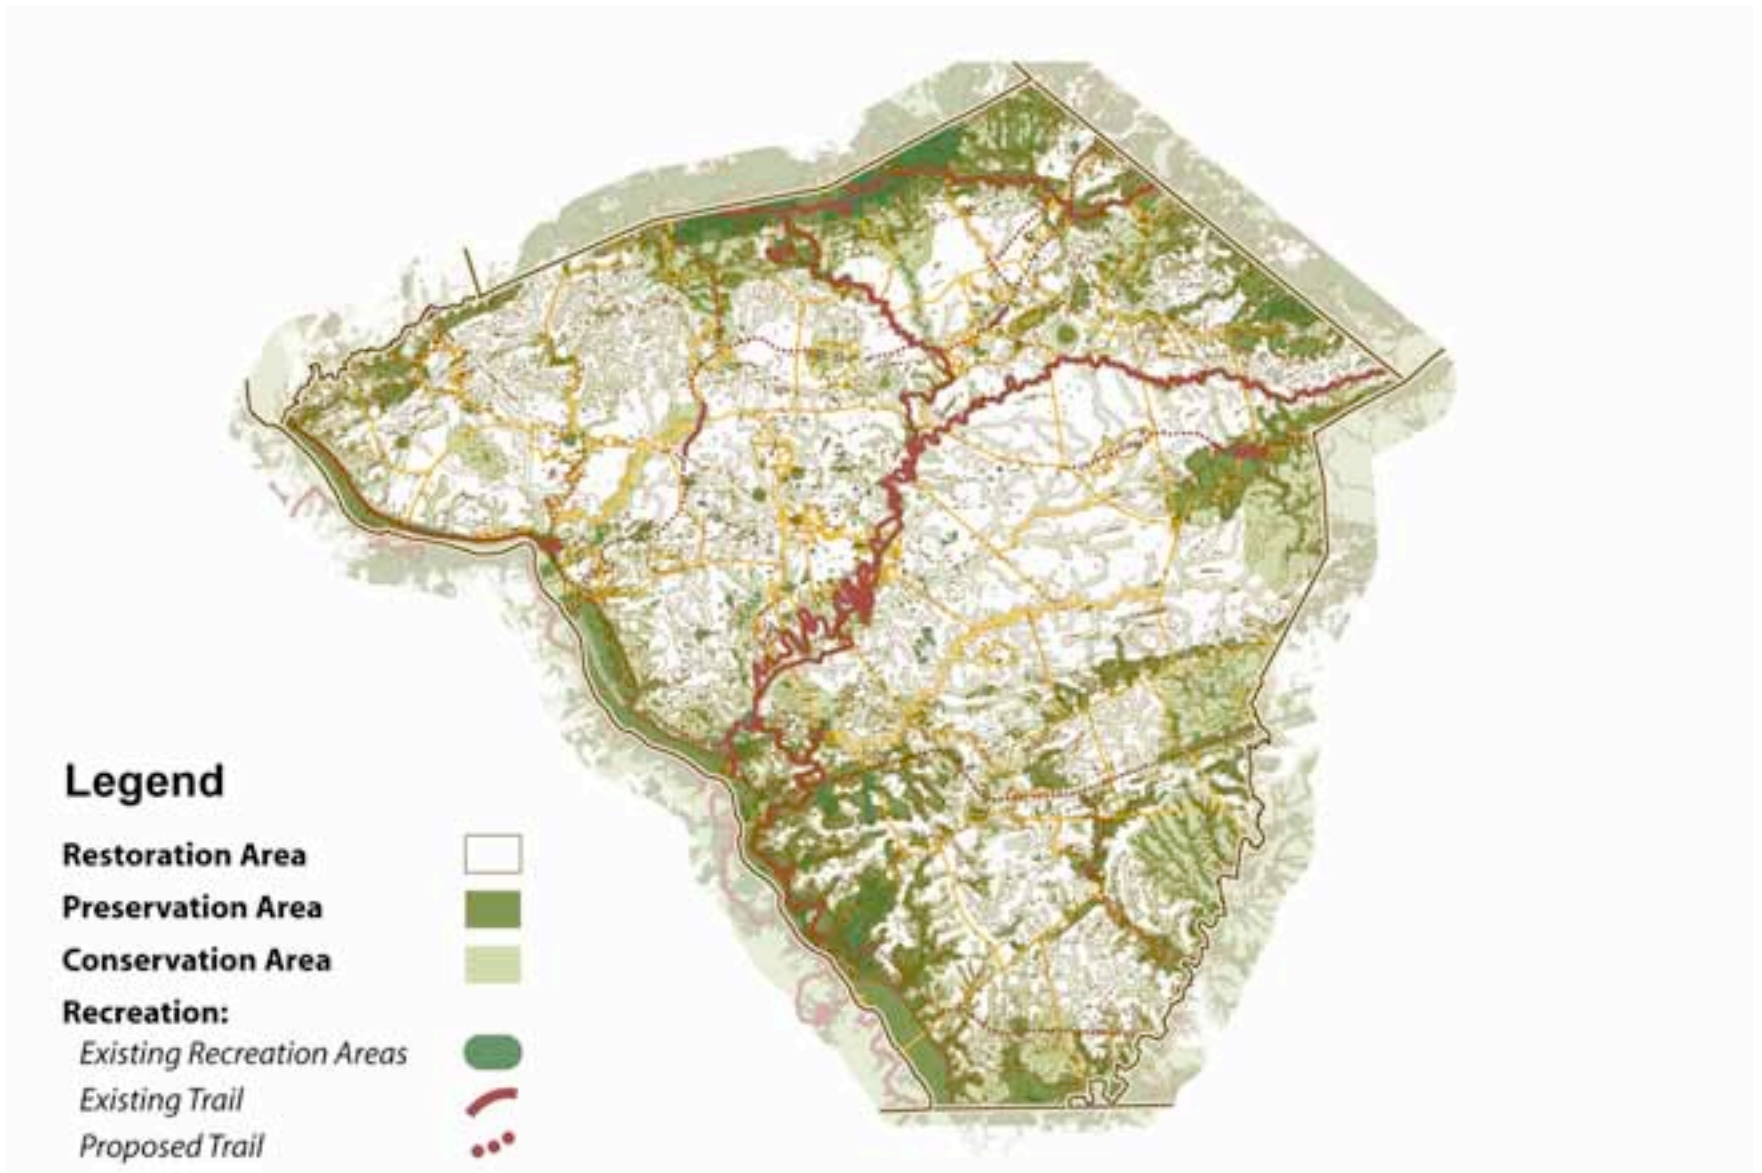 Legend
Restoration Area
Preservation Area
Conservation Area
Recreation:
Existing Recreation Areas
Existing Trail
Proposed Trail